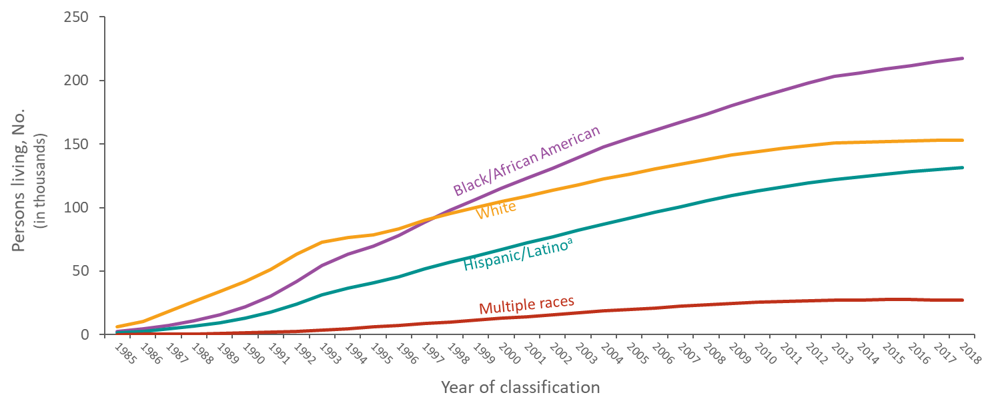 250
200
150
100
50
0
Persons living, No.
(in thousands)
Black/African American
White
Hispanic/Latinoᵃ
Multiple races
1985 1986 1987 1988 1989 1990 1991 1992 1993 1994 1995 1996 1997 1998 1999 2000 2001 2002 2003 2004 2005 2006 2007 2008 2009 2010 2011 2012 2013 2014 2015 2016 2017 2018
Year of classification